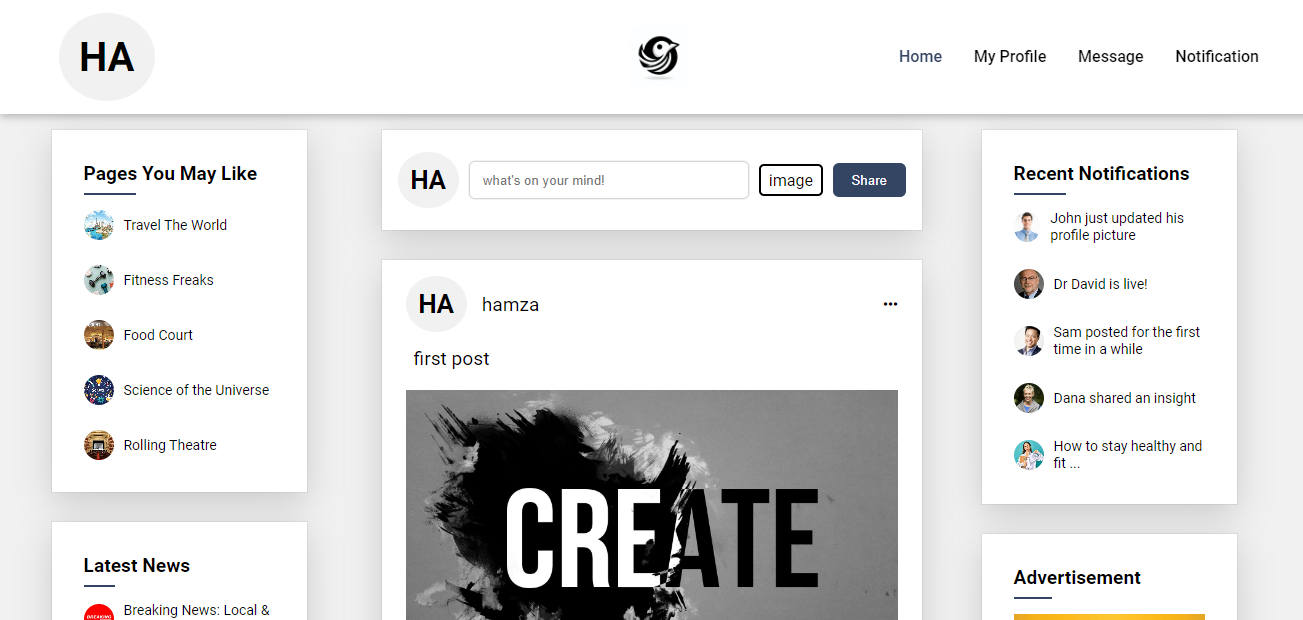 HA
Home
My Profile
Message
Notification
Pages You May Like
Travel The World
Fitness Freaks
Food Court
Science of the Universe
Rolling Theatre
Latest News
BREAKING
Breaking News: Local &
HA
what's on your mind!
image
Share
HA
hamza
first post
CREATE
Recent Notifications
John just updated his
profile picture
Dr David is live!
Sam posted for the first
time in a while
Dana shared an insight
How to stay healthy and
fit ...
Advertisement